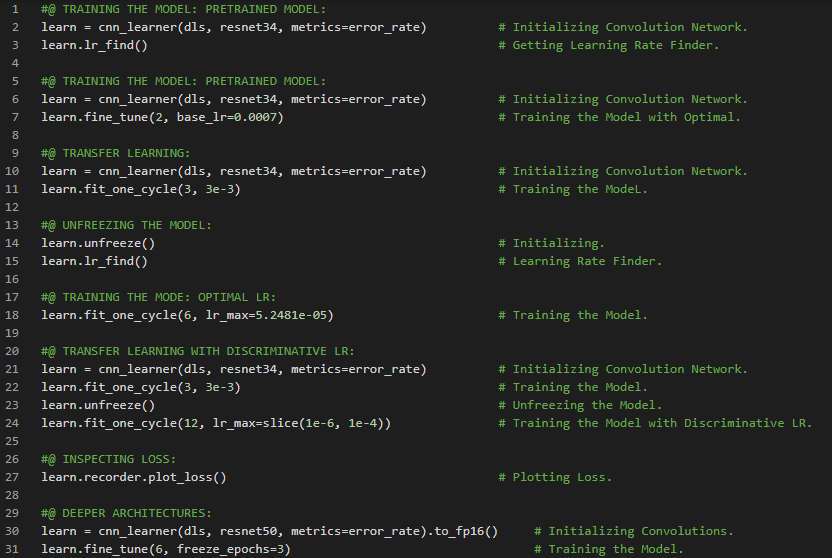 1 #@ TRAINING THE MODEL: PRETRAINED MODEL:
2 learn = cnn_learner(dls, resnet34, metrics=error_rate) # Initializing Convolution Network.
3 learn.lr_find() # Getting Learning Rate Finder.
4
5 #@ TRAINING THE MODEL: PRETRAINED MODEL:
6 learn = cnn_learner(dls, resnet34, metrics=error_rate) # Initializing Convolution Network.
7 learn.fine_tune(2, base_lr=0.0007) # Training the Model with Optimal.
8
9 #@ TRANSFER LEARNING:
10 learn = cnn_learner(dls, resnet34, metrics=error_rate) # Initializing Convolution Network.
11 learn.fit_one_cycle(3, 3e-3) # Training the ModeL.
12
13 #@ UNFREEZING THE MODEL:
14 learn.unfreeze() # Initializing.
15 learn.lr_find() # Learning Rate Finder.
16
17 #@ TRAINING THE MODE: OPTIMAL LR:
18 learn.fit_one_cycle(6, lr_max=5.2481e-05) # Training the Model.
19
20 #@ TRANSFER LEARNING WITH DISCRIMINATIVE LR:
21 learn = cnn_learner(dls, resnet34, metrics=error_rate) # Initializing Convolution Network.
22 learn.fit_one_cycle(3, 3e-3) # Training the Model.
23 learn.unfreeze() # Unfreezing the Model.
24 learn.fit_one_cycle(12, lr_max=slice(1e-6, 1e-4)) # Training the Model with Discriminative LR.
25
26 #@ INSPECTING LOSS:
27 learn.recorder.plot_loss() # Plotting Loss.
28
29 #@ DEEPER ARCHITECTURES:
30 learn = cnn_learner(dls, resnet50, metrics=error_rate).to_fp16() # Initializing Convolutions.
31 learn.fine_tune(6, freeze_epochs=3) # Training the Model.